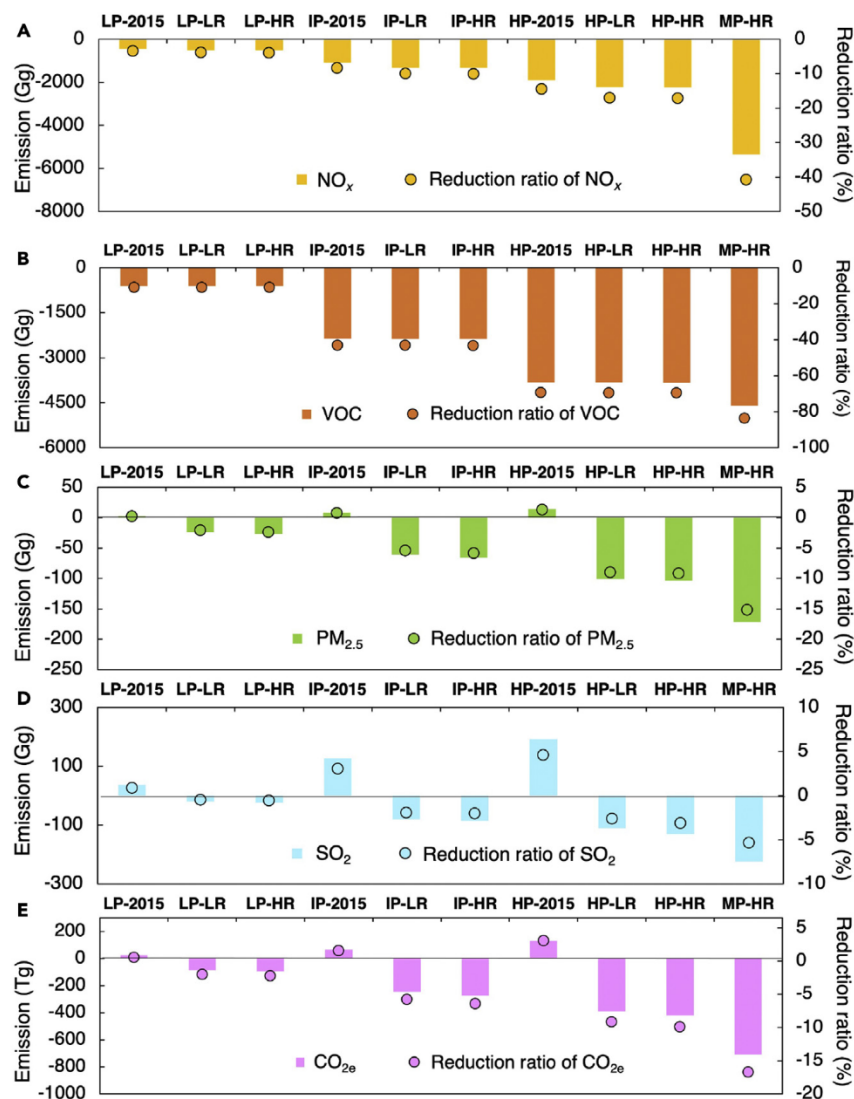 A
LP-2015 LP-LR LP-HR IP-2015 IP-LR IP-HR HP-2015 HP-LR HP-HR MP-HR
Emission (Gg)
0
-2000
-4000
-6000
-8000
NOx
Reduction ratio of NOx
0
-10
-20
-30
-40
-50
Reduction ratio (%)
B
LP-2015 LP-LR LP-HR IP-2015 IP-LR IP-HR HP-2015 HP-LR HP-HR MP-HR
Emission (Gg)
0
-1500
-3000
-4500
-6000
VOC
Reduction ratio of VOC
0
-20
-40
-60
-80
-100
Reduction ratio (%)
C
LP-2015 LP-LR LP-HR IP-2015 IP-LR IP-HR HP-2015 HP-LR HP-HR MP-HR
Emission (Gg)
50
0
-50
-100
-150
-200
-250
PM2.5
Reduction ratio of PM2.5
5
0
-5
-10
-15
-20
-25
Reduction ratio (%)
D
LP-2015 LP-LR LP-HR IP-2015 IP-LR IP-HR HP-2015 HP-LR HP-HR MP-HR
Emission (Gg)
300
100
-100
-300
SO2
Reduction ratio of SO2
10
5
0
-5
-10
Reduction ratio (%)
E
LP-2015 LP-LR LP-HR IP-2015 IP-LR IP-HR HP-2015 HP-LR HP-HR MP-HR
Emission (Tg)
200
0
-200
-400
-600
-800
-1000
CO2e
Reduction ratio of CO2e
5
0
-5
-10
-15
-20
Reduction ratio (%)